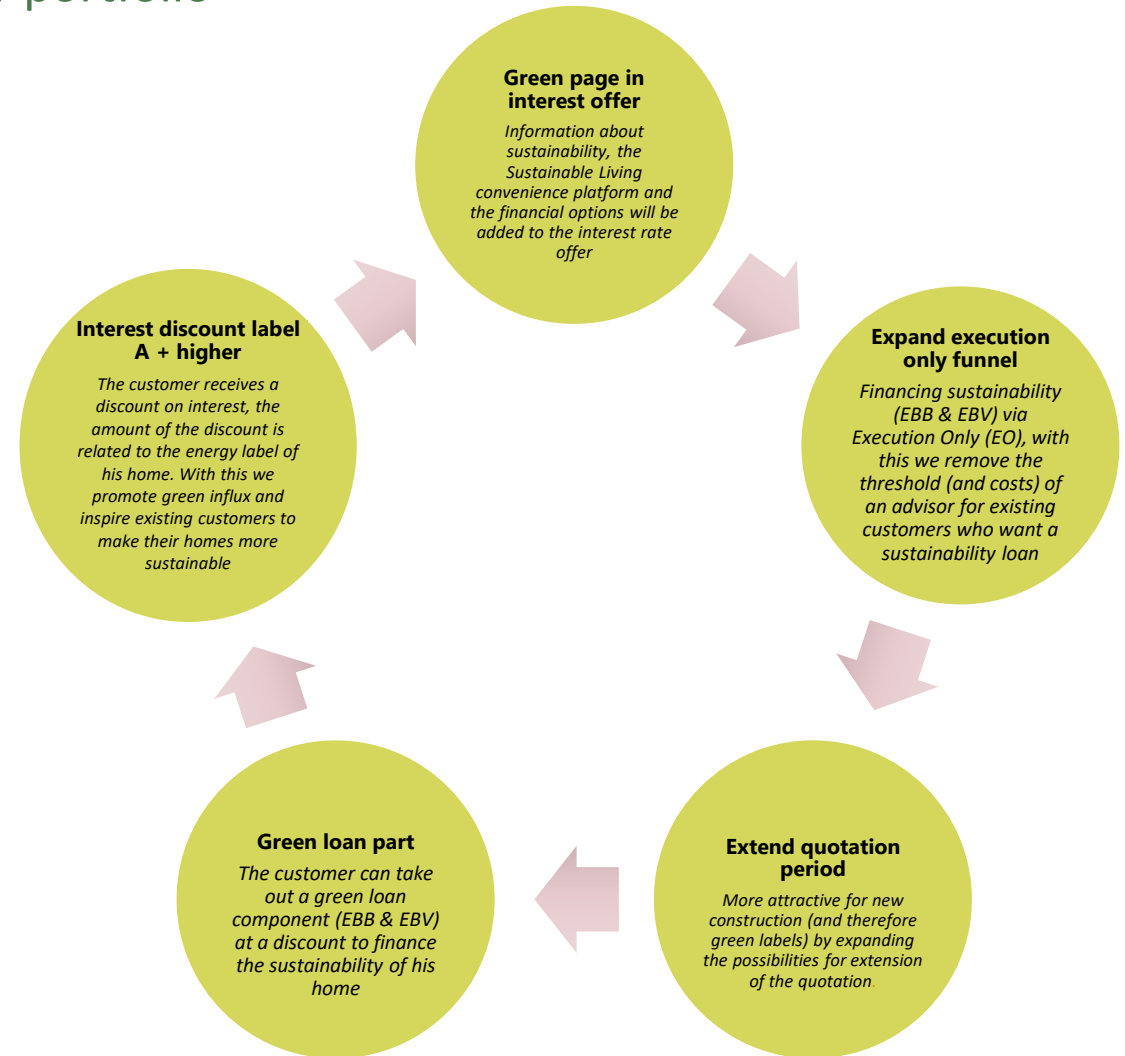 portfolio
Green page in
interest offer
Information about
sustainability, the
Sustainable Living
convenience platform and
the financial options will be
added to the interest rate
offer
Expand execution
only funnel
Financing sustainability
(EBB & EBV) via
Execution Only (EO), with
this we remove the
threshold (and costs) of
an advisor for existing
customers who want a
sustainability loan
Extend quotation
period
More attractive for new
construction (and therefore
green labels) by expanding
the possibilities for extension
of the quotation.
Green loan part
The customer can take
out a green loan
component (EBB & EBV)
at a discount to finance
the sustainability of his
home
Interest discount label
A + higher
The customer receives a
discount on interest, the
amount of the discount is
related to the energy label of
his home. With this we
promote green influx and
inspire existing customers to
make their homes more
sustainable